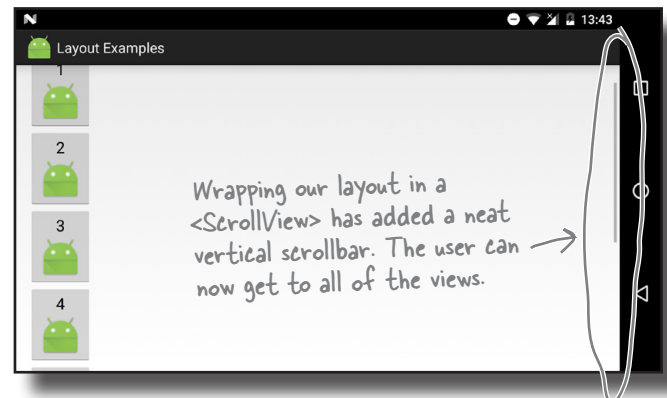 N
13:43
Layout Examples
1
2
3
4
Wrapping our layout in a
<ScrollView> has added a neat
vertical scrollbar. The user can
now get to all of the views.